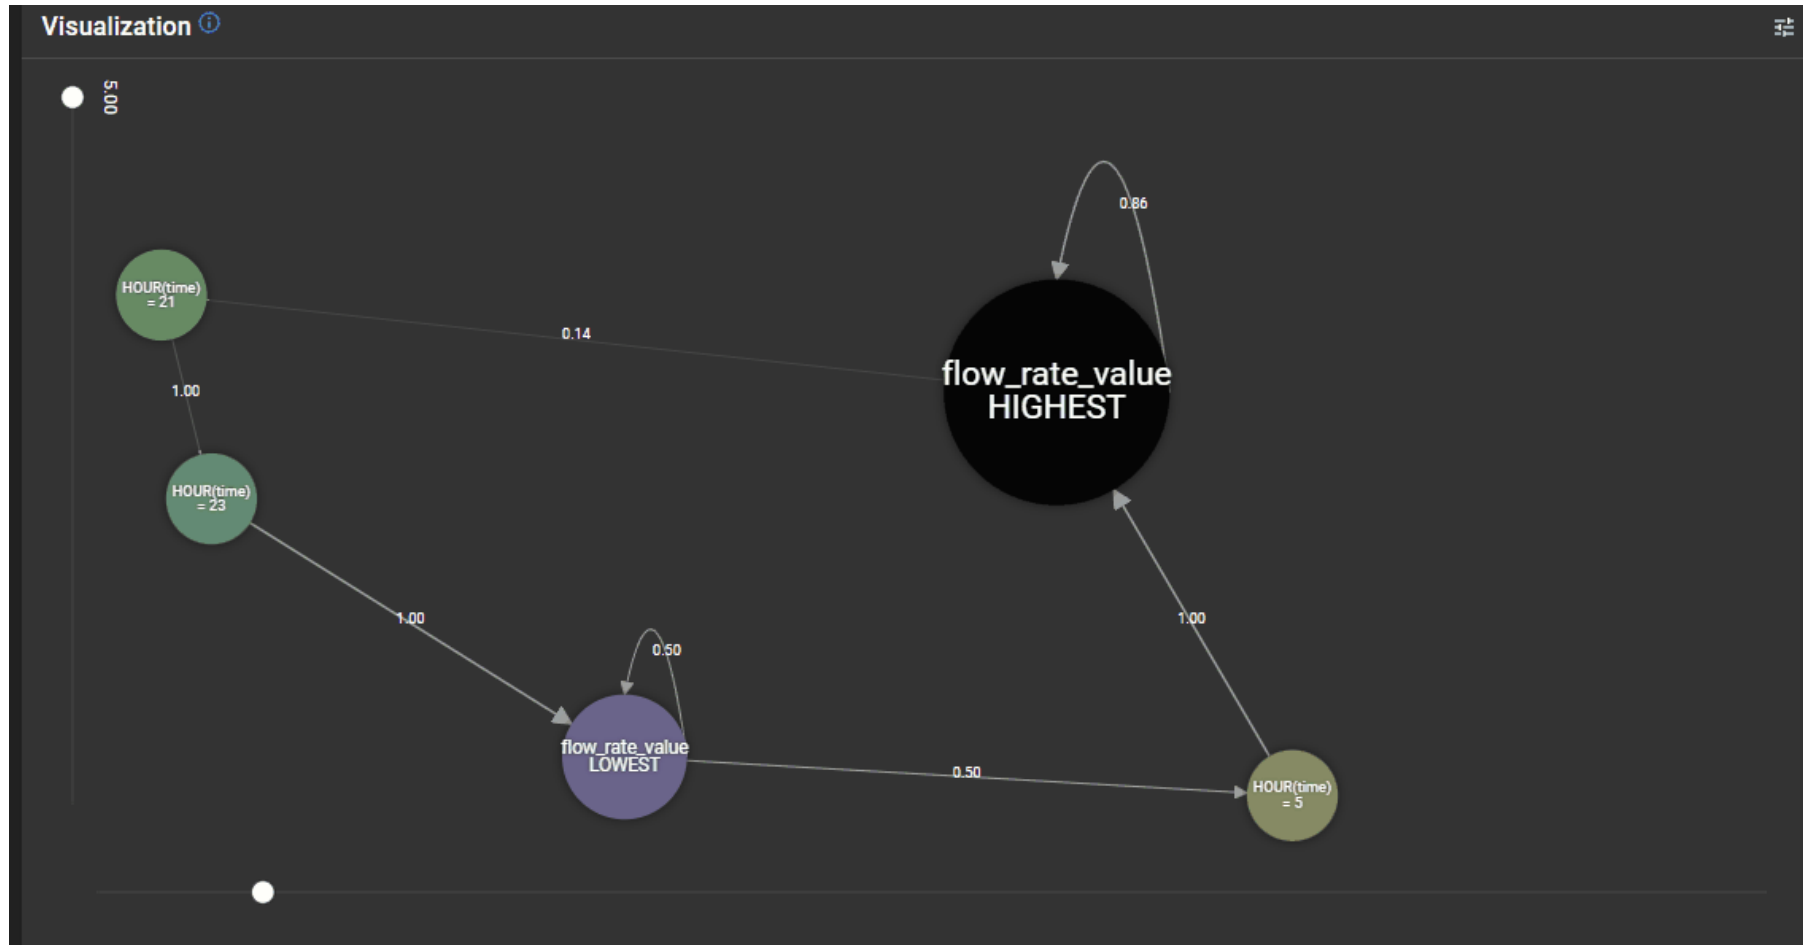 Visualization
5.00
0.86
HOUR(time)
= 21
0.14
flow_rate_value
HIGHEST
1.00
HOUR(time)
= 23
1.00
1.00
0.50
flow_rate_value
LOWEST
0.50
HOUR(time)
= 5